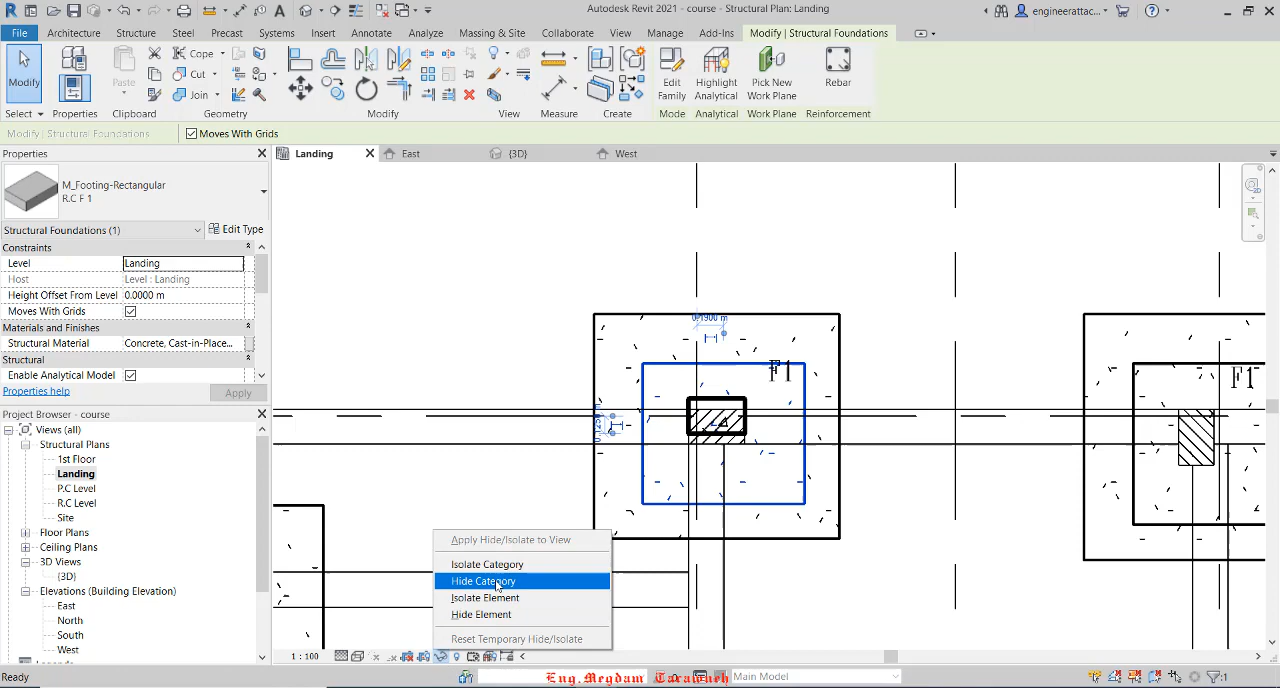 Autodesk Revit 2021 - course - Structural Plan: Landing
engineerattac...
File Architecture Structure Steel Precast Systems Insert Annotate Analyze Massing & Site Collaborate View Manage Add-Ins Modify | Structural Foundations
Modify
Paste
Cope
Cut
Join
Edit Family
Highlight Analytical
Pick New Work Plane
Rebar
Select Properties Clipboard Geometry Modify View Measure Create Mode Analytical Work Plane Reinforcement
Modify | Structural Foundations Moves With Grids
Properties
Landing East {3D} West
M_Footing-Rectangular
R.C F 1
Structural Foundations (1) Edit Type
Constraints
Level Landing
Host Level : Landing
Height Offset From Level 0.0000 m
Moves With Grids
Materials and Finishes
Structural Material Concrete, Cast-in-Place...
Structural
Enable Analytical Model
Properties help Apply
Project Browser - course
Views (all)
Structural Plans
1st Floor
Landing
P.C Level
R.C Level
Site
Floor Plans
Ceiling Plans
3D Views
{3D}
Elevations (Building Elevation)
East
North
South
West
0.1900 m
F1
F1
0.1250 m
Apply Hide/Isolate to View
Isolate Category
Hide Category
Isolate Element
Hide Element
Reset Temporary Hide/Isolate
1 : 100
Ready
Eng.Megdam Tarawneh
Main Model
:1